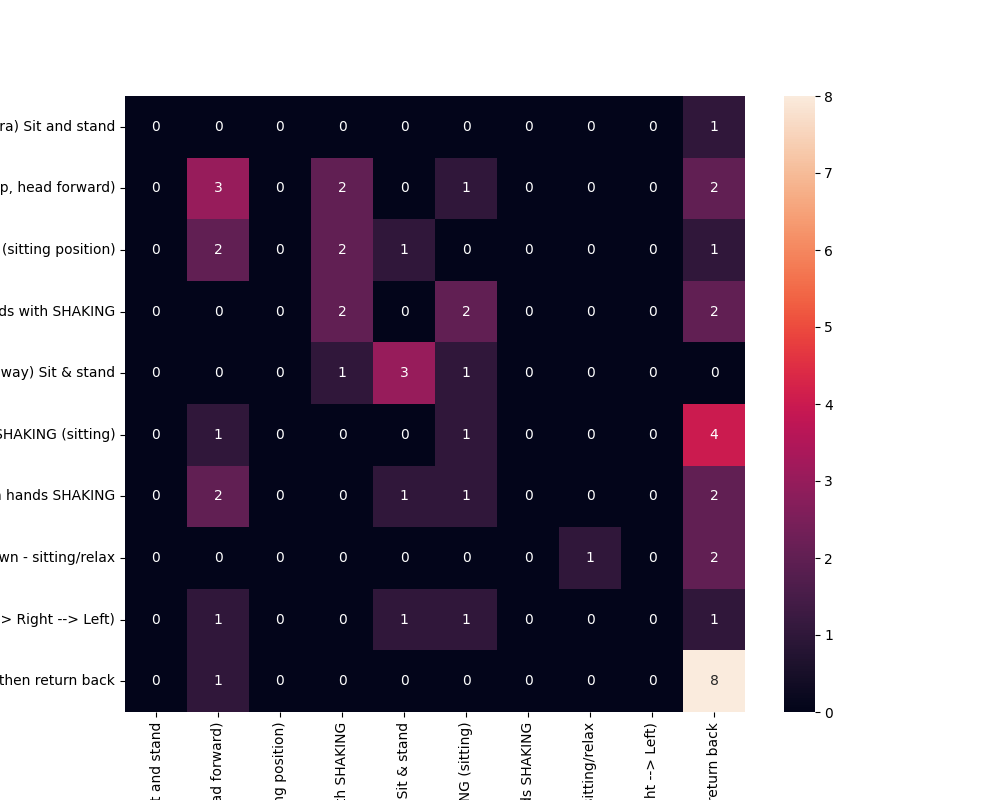 8
ra) Sit and stand 0 0 0 0 0 0 0 0 0 1
7
p, head forward) 0 3 0 2 0 1 0 0 0 2
(sitting position) 0 2 0 2 1 0 0 0 0 1
6
ds with SHAKING 0 0 0 2 0 2 0 0 0 2
5
way) Sit & stand 0 0 0 1 3 1 0 0 0 0
4
SHAKING (sitting) 0 1 0 0 0 1 0 0 0 4
3
hands SHAKING 0 2 0 0 1 1 0 0 0 2
2
wn - sitting/relax 0 0 0 0 0 0 0 1 0 2
1
> Right --> Left) 0 1 0 0 1 1 0 0 0 1
then return back 0 1 0 0 0 0 0 0 0 8
0
t and stand
ad forward)
ng position)
th SHAKING
Sit & stand
NG (sitting)
ds SHAKING
sitting/relax
ht --> Left)
return back